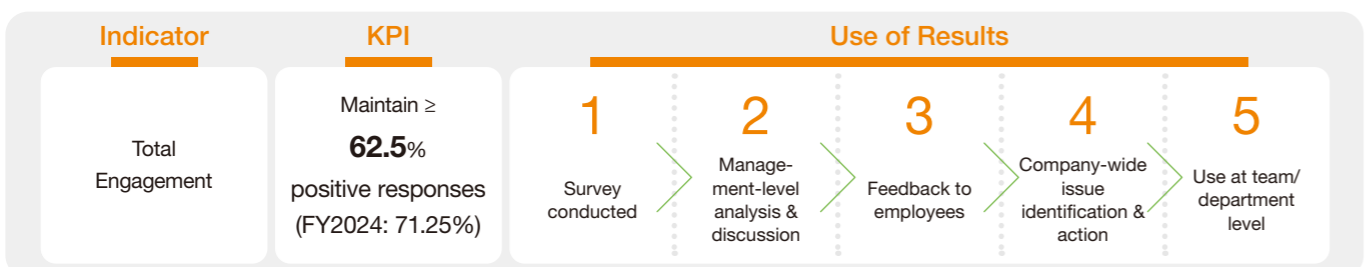 Indicator
KPI
Use of Results
Total
Engagement
Maintain ≥
62.5%
positive responses
(FY2024: 71.25%)
1
Survey
conducted
2
Manage-
ment-level
analysis &
discussion
3
Feedback to
employees
4
Company-wide
issue
identification &
action
5
Use at team/
department
level